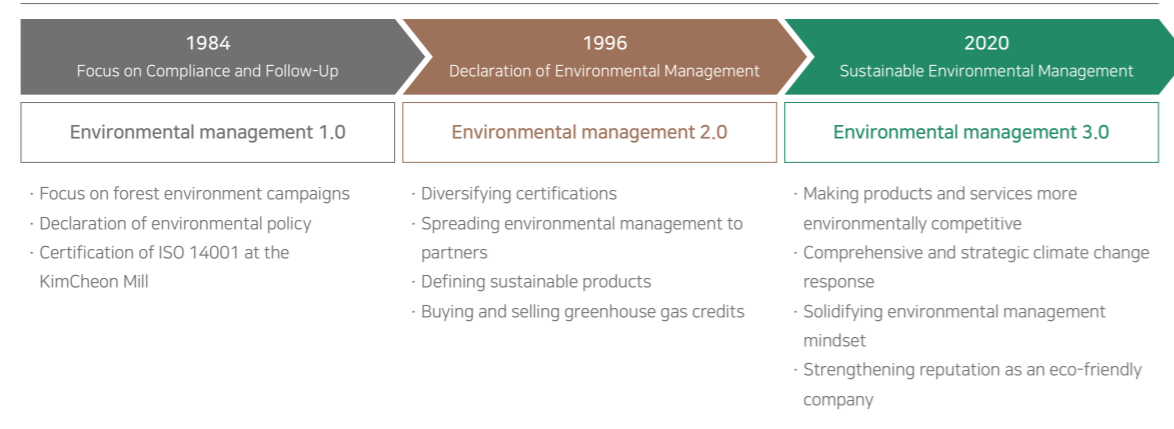 1984
Focus on Compliance and Follow-Up
Environmental management 1.0
· Focus on forest environment campaigns
· Declaration of environmental policy
· Certification of ISO 14001 at the
KimCheon Mill
1996
Declaration of Environmental Management
Environmental management 2.0
· Diversifying certifications
· Spreading environmental management to
partners
· Defining sustainable products
· Buying and selling greenhouse gas credits
2020
Sustainable Environmental Management
Environmental management 3.0
· Making products and services more
environmentally competitive
· Comprehensive and strategic climate change
response
· Solidifying environmental management
mindset
· Strengthening reputation as an eco-friendly
company